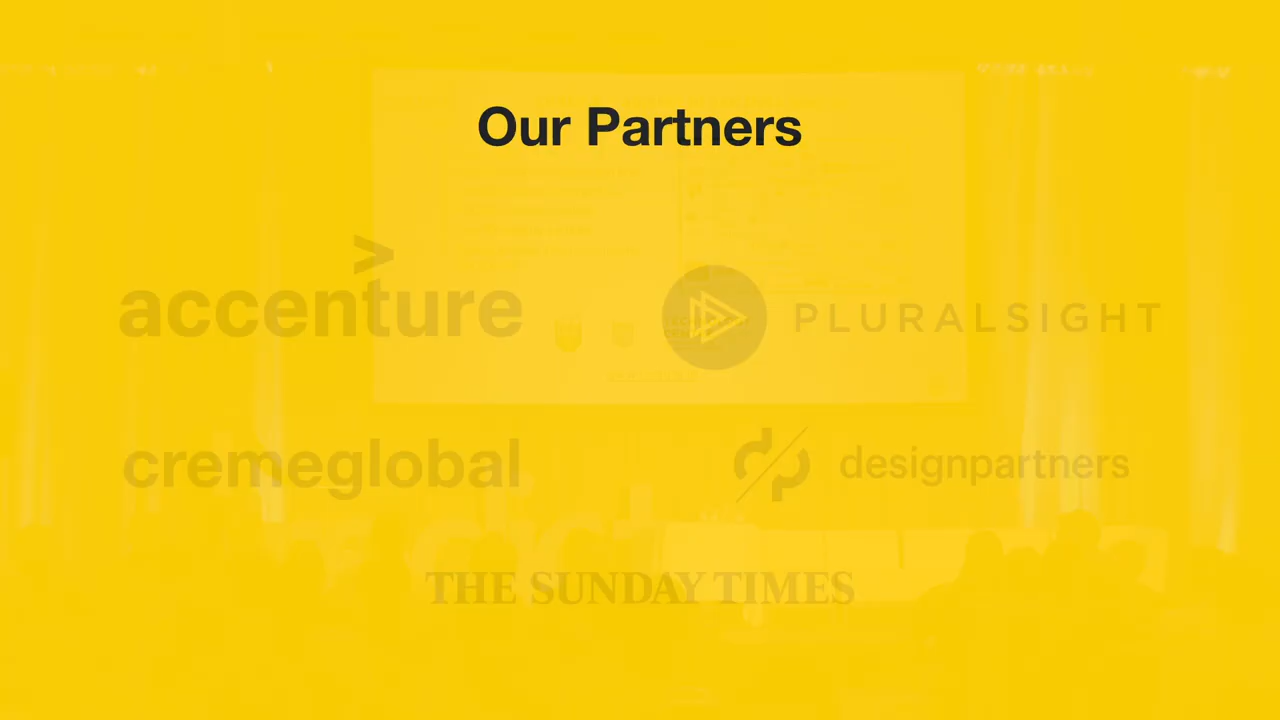 Our Partners
accenture
PLURALSIGHT
cremeglobal
designpartners
THE SUNDAY TIMES